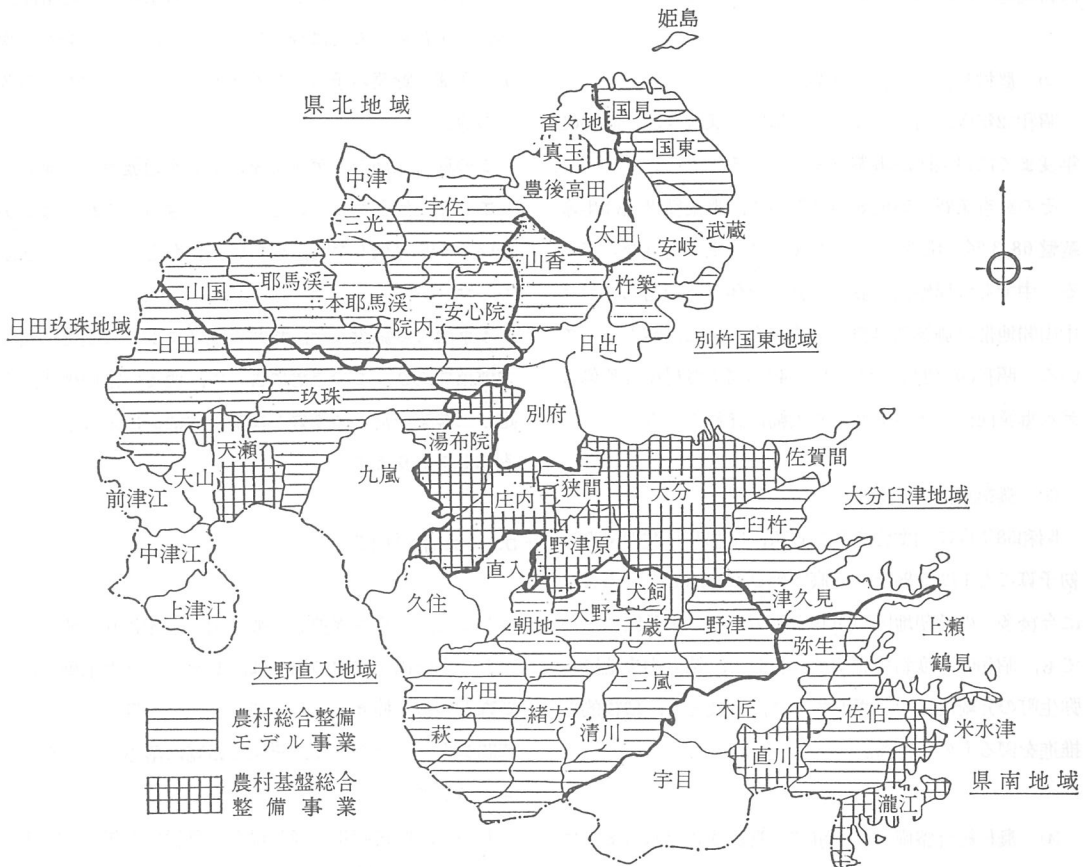 姫島
県北地域
国見
香々地
国東
真玉
中津
豊後高田
宇佐
三光
武蔵
太田
安岐
山香
耶馬渓
杵築
山国
本耶馬渓
安心院
院内
日田玖珠地域
日田
日出
別杵国東地域
玖珠
別府
湯布院
天瀬
佐賀間
九嵐
大山
狭間
大分
前津江
庄内
大分臼津地域
臼杵
野津原
中津江
直入
犬飼
久住
大野
津久見
上津江
朝地
千歳
野津
弥生
上瀬
鶴見
大野直入地域
竹田
三嵐
木匠
緒方
佐伯
米水津
農村総合整備
モデル事業
萩
清川
直川
宇目
県南地域
農村基盤総合
整備事業
瀧江